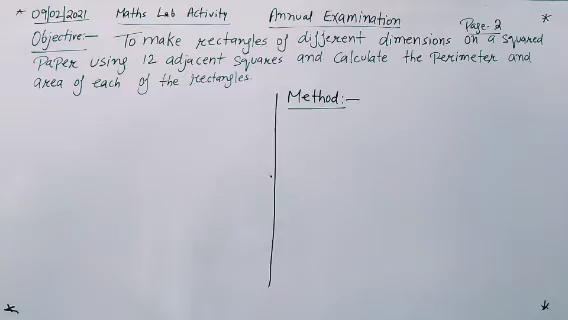 * 09/02/2021 Maths Lab Activity Annual Examination Page-2 *
Objective:- To make rectangles of different dimensions on a squared
Paper using 12 adjacent squares and calculate the Perimeter and
area of each of the rectangles.
Method:-